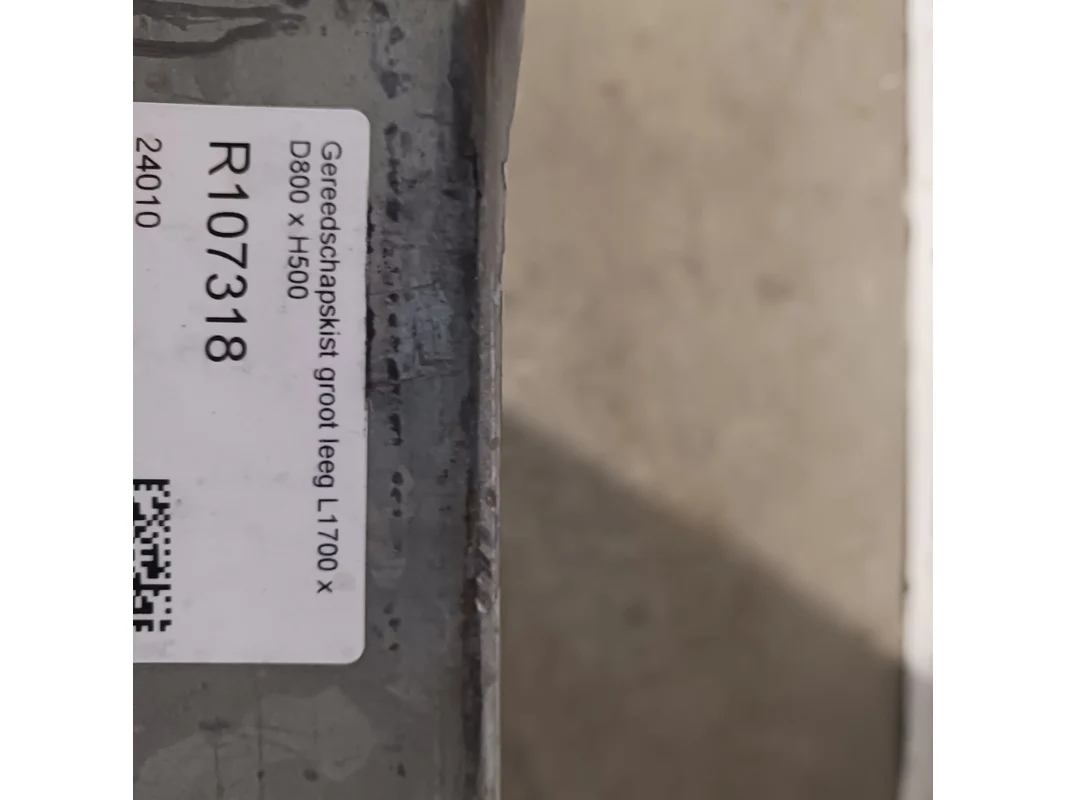 Gereedschapskist groot leeg L1700 x
D800 x H500
R107318
24010